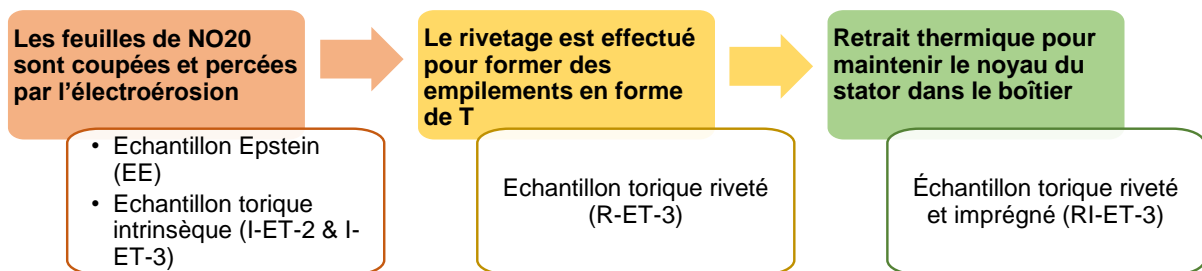 Les feuilles de NO20
sont coupées et percées
par l'électroérosion
• Echantillon Epstein
(EE)
• Echantillon torique
intrinsèque (I-ET-2 & I-
ET-3)
Le rivetage est effectué
pour former des
empilements en forme
de T
Echantillon torique riveté
(R-ET-3)
Retrait thermique pour
maintenir le noyau du
stator dans le boîtier
Échantillon torique riveté
et imprégné (RI-ET-3)